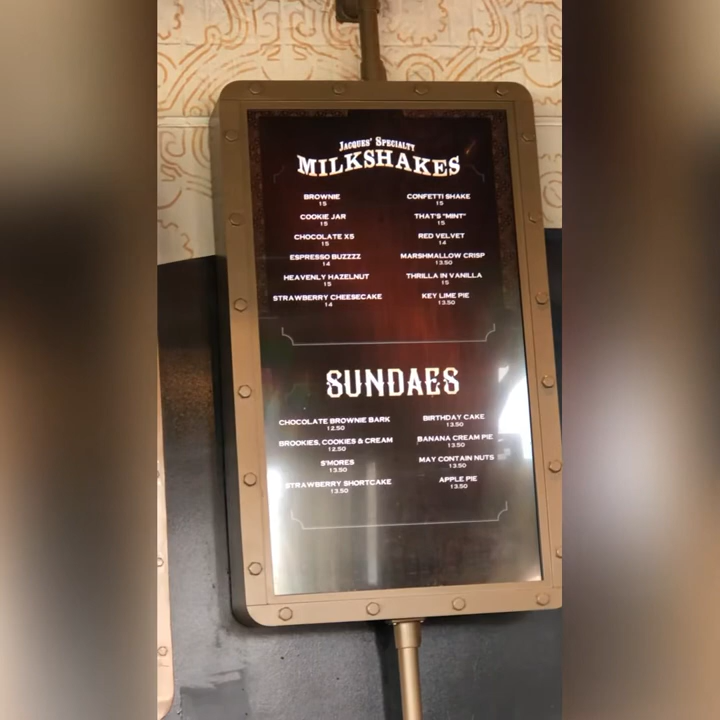 JACQUES' SPECIALTY
MILKSHAKES
BROWNIE
15
COOKIE JAR
15
CHOCOLATE X5
15
ESPRESSO BUZZZZ
14
HEAVENLY HAZELNUT
15
STRAWBERRY CHEESECAKE
14
CONFETTI SHAKE
15
THAT'S "MINT"
15
RED VELVET
14
MARSHMALLOW CRISP
13.50
THRILLA IN VANILLA
15
KEY LIME PIE
13.50
SUNDAES
CHOCOLATE BROWNIE BARK
12.50
BROOKIES, COOKIES & CREAM
12.50
S'MORES
13.50
STRAWBERRY SHORTCAKE
13.50
BIRTHDAY CAKE
13.50
BANANA CREAM PIE
13.50
MAY CONTAIN NUTS
13.50
APPLE PIE
13.50